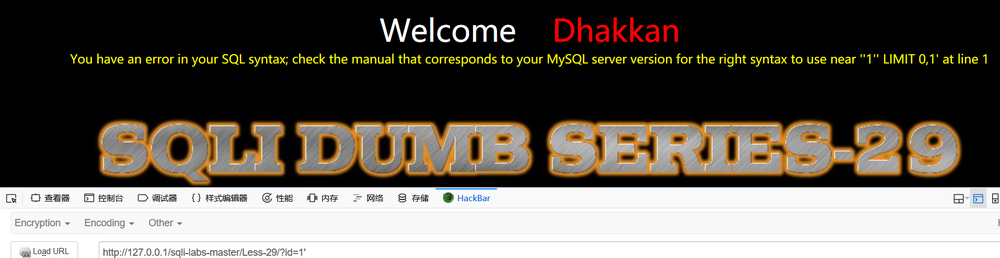 Welcome Dhakkan
You have an error in your SQL syntax; check the manual that corresponds to your MySQL server version for the right syntax to use near ''1'' LIMIT 0,1' at line 1
SQLI DUMB SERIES-29
查看器 控制台 调试器 样式编辑器 性能 内存 网络 存储 HackBar
Encryption Encoding Other
Load URL http://127.0.0.1/sqli-labs-master/Less-29/?id=1'